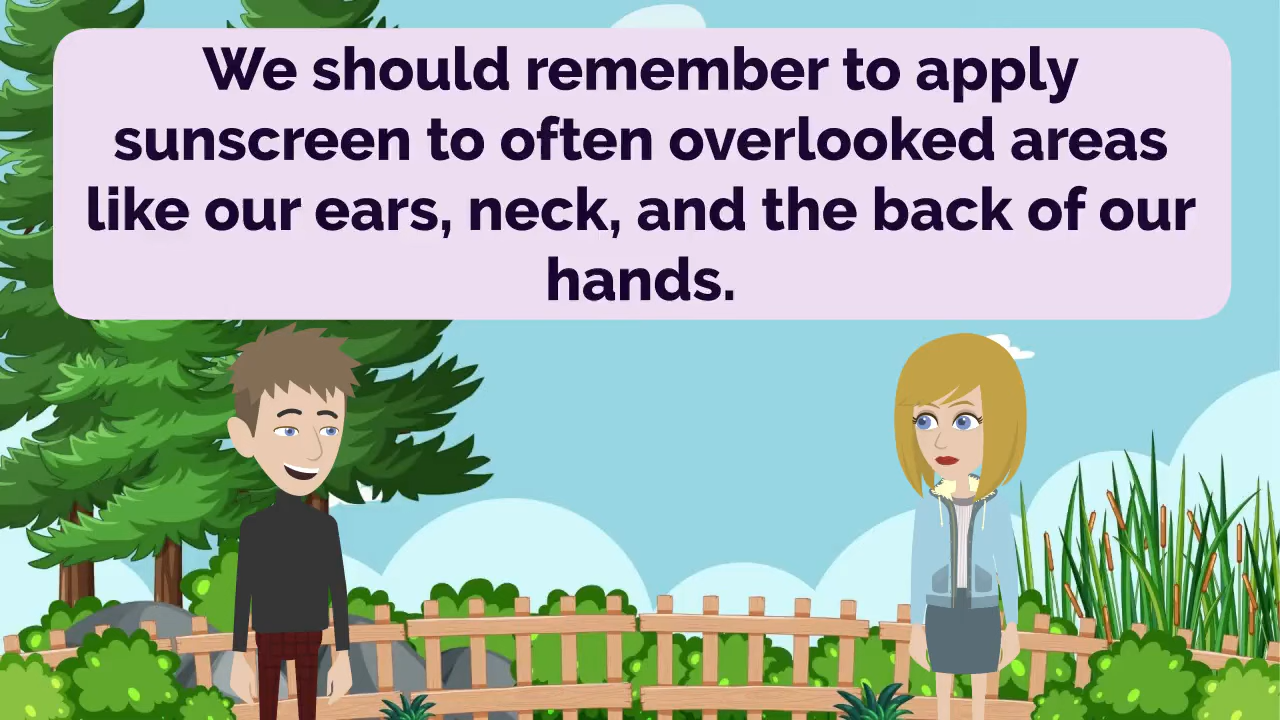 We should remember to apply
sunscreen to often overlooked areas
like our ears, neck, and the back of our
hands.